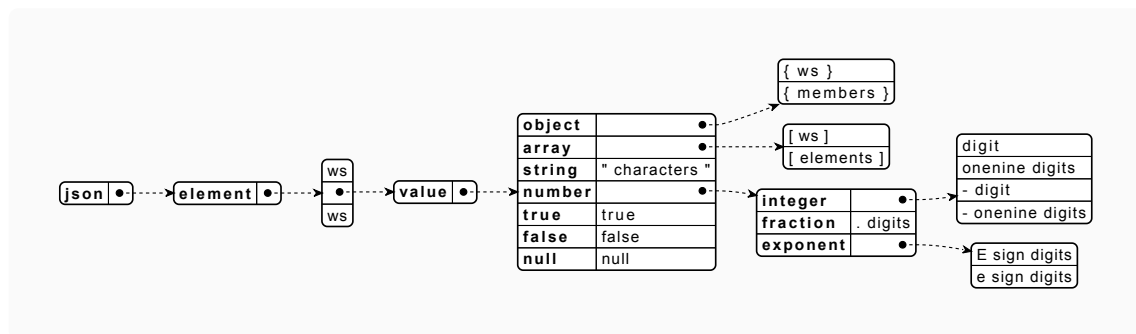 json
element
ws
ws
value
object
array
string " characters "
number
true true
false false
null null
{ ws }
{ members }
[ ws ]
[ elements ]
integer
fraction . digits
exponent
digit
onenine digits
- digit
- onenine digits
E sign digits
e sign digits